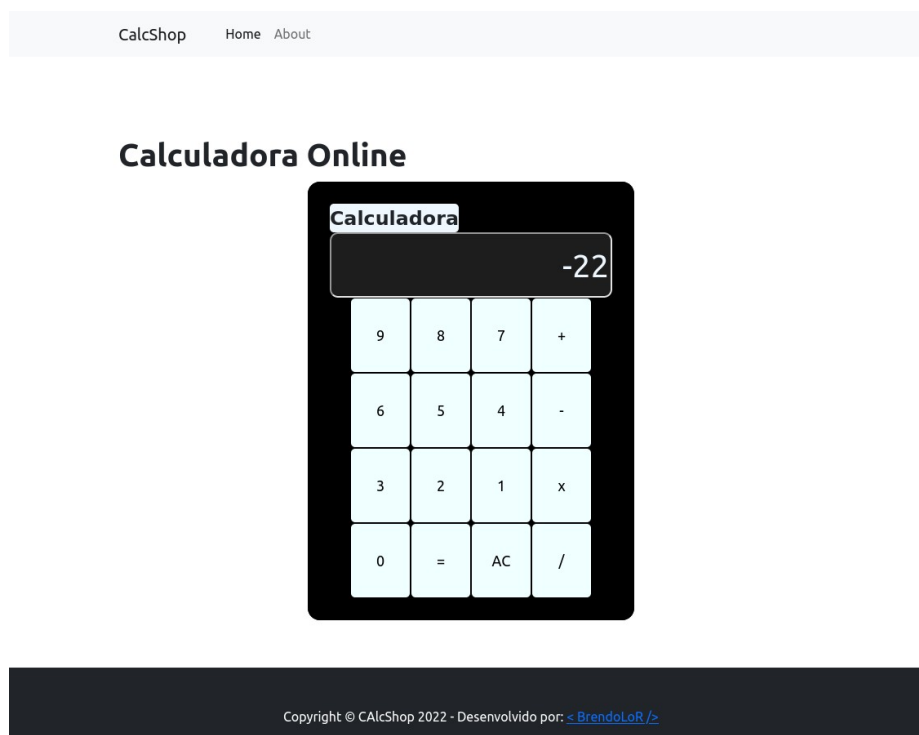 CalcShop Home About
Calculadora Online
Calculadora
-22
9 8 7 +
6 5 4 -
3 2 1 x
0 = AC /
Copyright © CAlcShop 2022 - Desenvolvido por: < BrendoLoR />